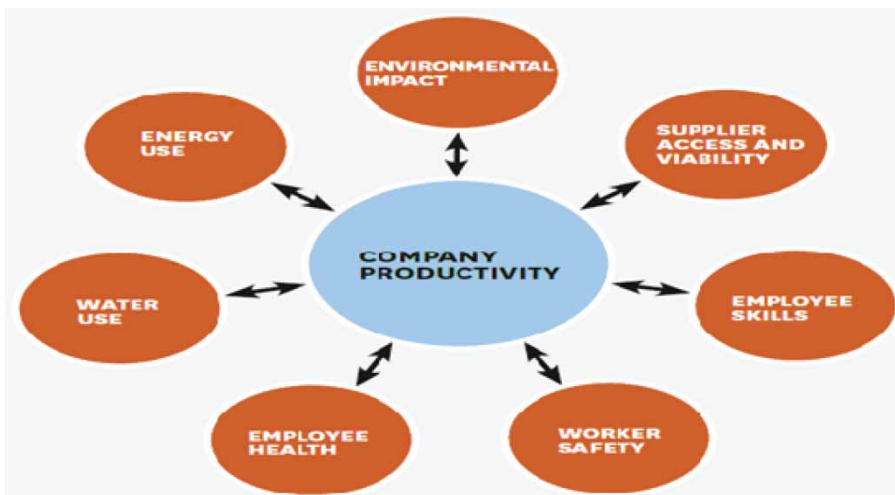 ENVIRONMENTAL
IMPACT
ENERGY
USE
SUPPLIER
ACCESS AND
VIABILITY
COMPANY
PRODUCTIVITY
WATER
USE
EMPLOYEE
SKILLS
EMPLOYEE
HEALTH
WORKER
SAFETY